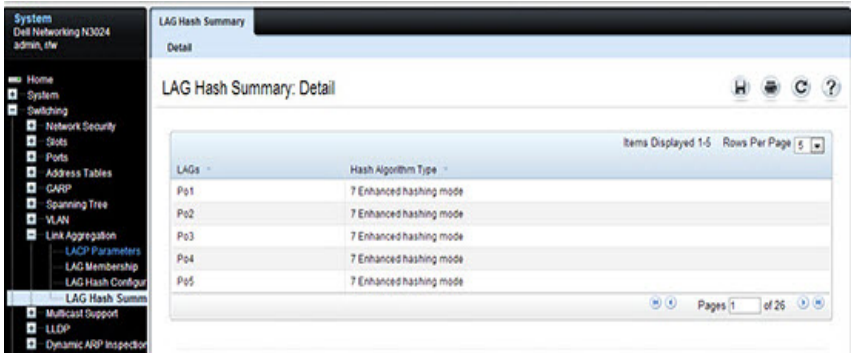 System
Dell Networking N3024
admin, r/w
Home
System
Switching
Network Security
Slots
Ports
Address Tables
GARP
Spanning Tree
VLAN
Link Aggregation
LACP Parameters
LAG Membership
LAG Hash Configur
LAG Hash Summ
Multicast Support
LLDP
Dynamic ARP Inspection
LAG Hash Summary
Detail
LAG Hash Summary: Detail
Items Displayed 1-5 Rows Per Page 5
LAGs Hash Algorithm Type
Po1 7 Enhanced hashing mode
Po2 7 Enhanced hashing mode
Po3 7 Enhanced hashing mode
Po4 7 Enhanced hashing mode
Po5 7 Enhanced hashing mode
Pages 1 of 26